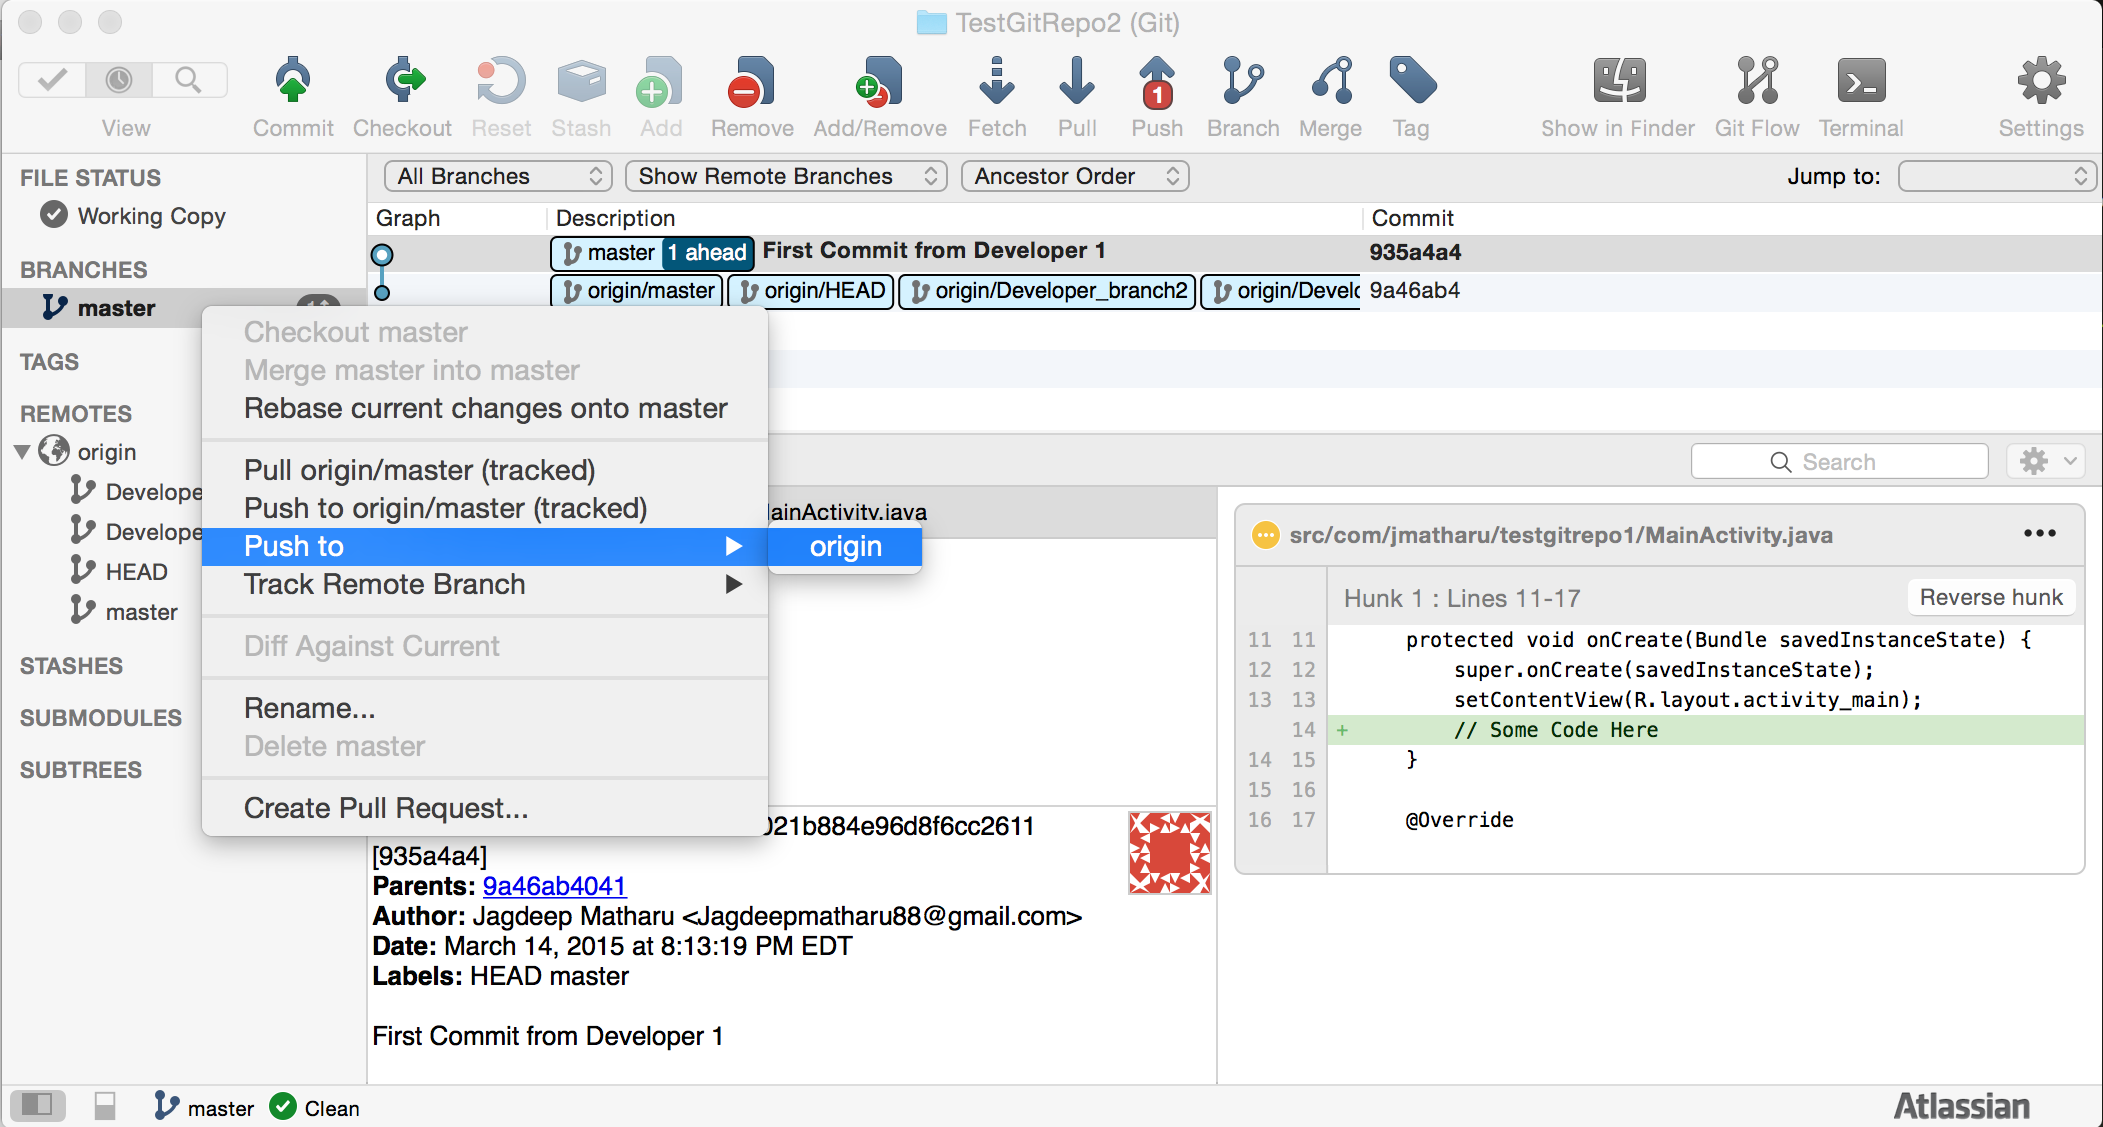 TestGitRepo2 (Git)
View
Commit
Checkout
Reset
Stash
Add
Remove
Add/Remove
Fetch
Pull
1
Push
Branch
Merge
Tag
Show in Finder
Git Flow
Terminal
Settings
FILE STATUS
Working Copy
BRANCHES
master
TAGS
REMOTES
origin
Develope
Develope
HEAD
master
STASHES
SUBMODULES
SUBTREES
All Branches
Show Remote Branches
Ancestor Order
Jump to:
Graph Description Commit
master 1 ahead First Commit from Developer 1 935a4a4
origin/master origin/HEAD origin/Developer_branch2 origin/Develo 9a46ab4
Checkout master
Merge master into master
Rebase current changes onto master
Pull origin/master (tracked)
Push to origin/master (tracked)
Push to
origin
Track Remote Branch
Diff Against Current
Rename...
Delete master
Create Pull Request...
Search
ainActivity.java
src/com/jmatharu/testgitrepo1/MainActivity.java
Hunk 1 : Lines 11-17
Reverse hunk
11 11 protected void onCreate(Bundle savedInstanceState) {
12 12 super.onCreate(savedInstanceState);
13 13 setContentView(R.layout.activity_main);
14 + // Some Code Here
14 15 }
15 16
16 17 @Override
021b884e96d8f6cc2611
[935a4a4]
Parents: 9a46ab4041
Author: Jagdeep Matharu <Jagdeepmatharu88@gmail.com>
Date: March 14, 2015 at 8:13:19 PM EDT
Labels: HEAD master
First Commit from Developer 1
master
Clean
Atlassian